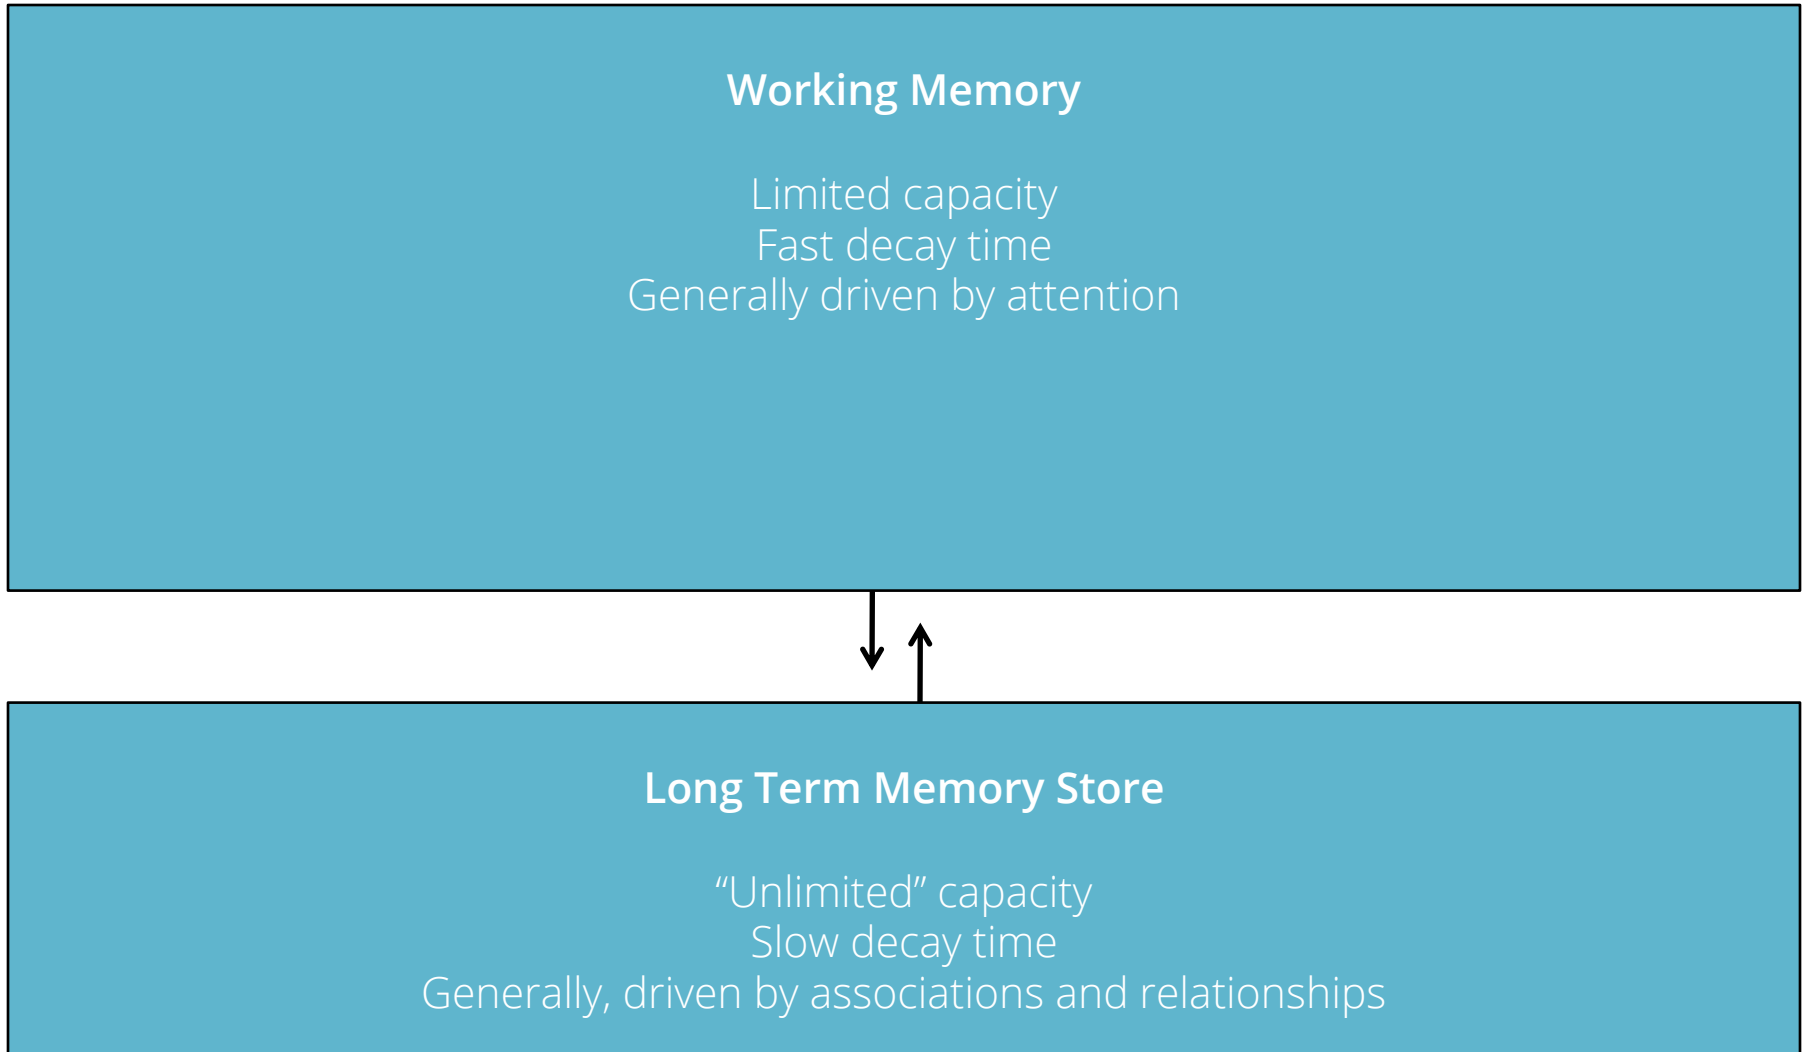 Working Memory
Limited capacity
Fast decay time
Generally driven by attention
Long Term Memory Store
“Unlimited” capacity
Slow decay time
Generally, driven by associations and relationships